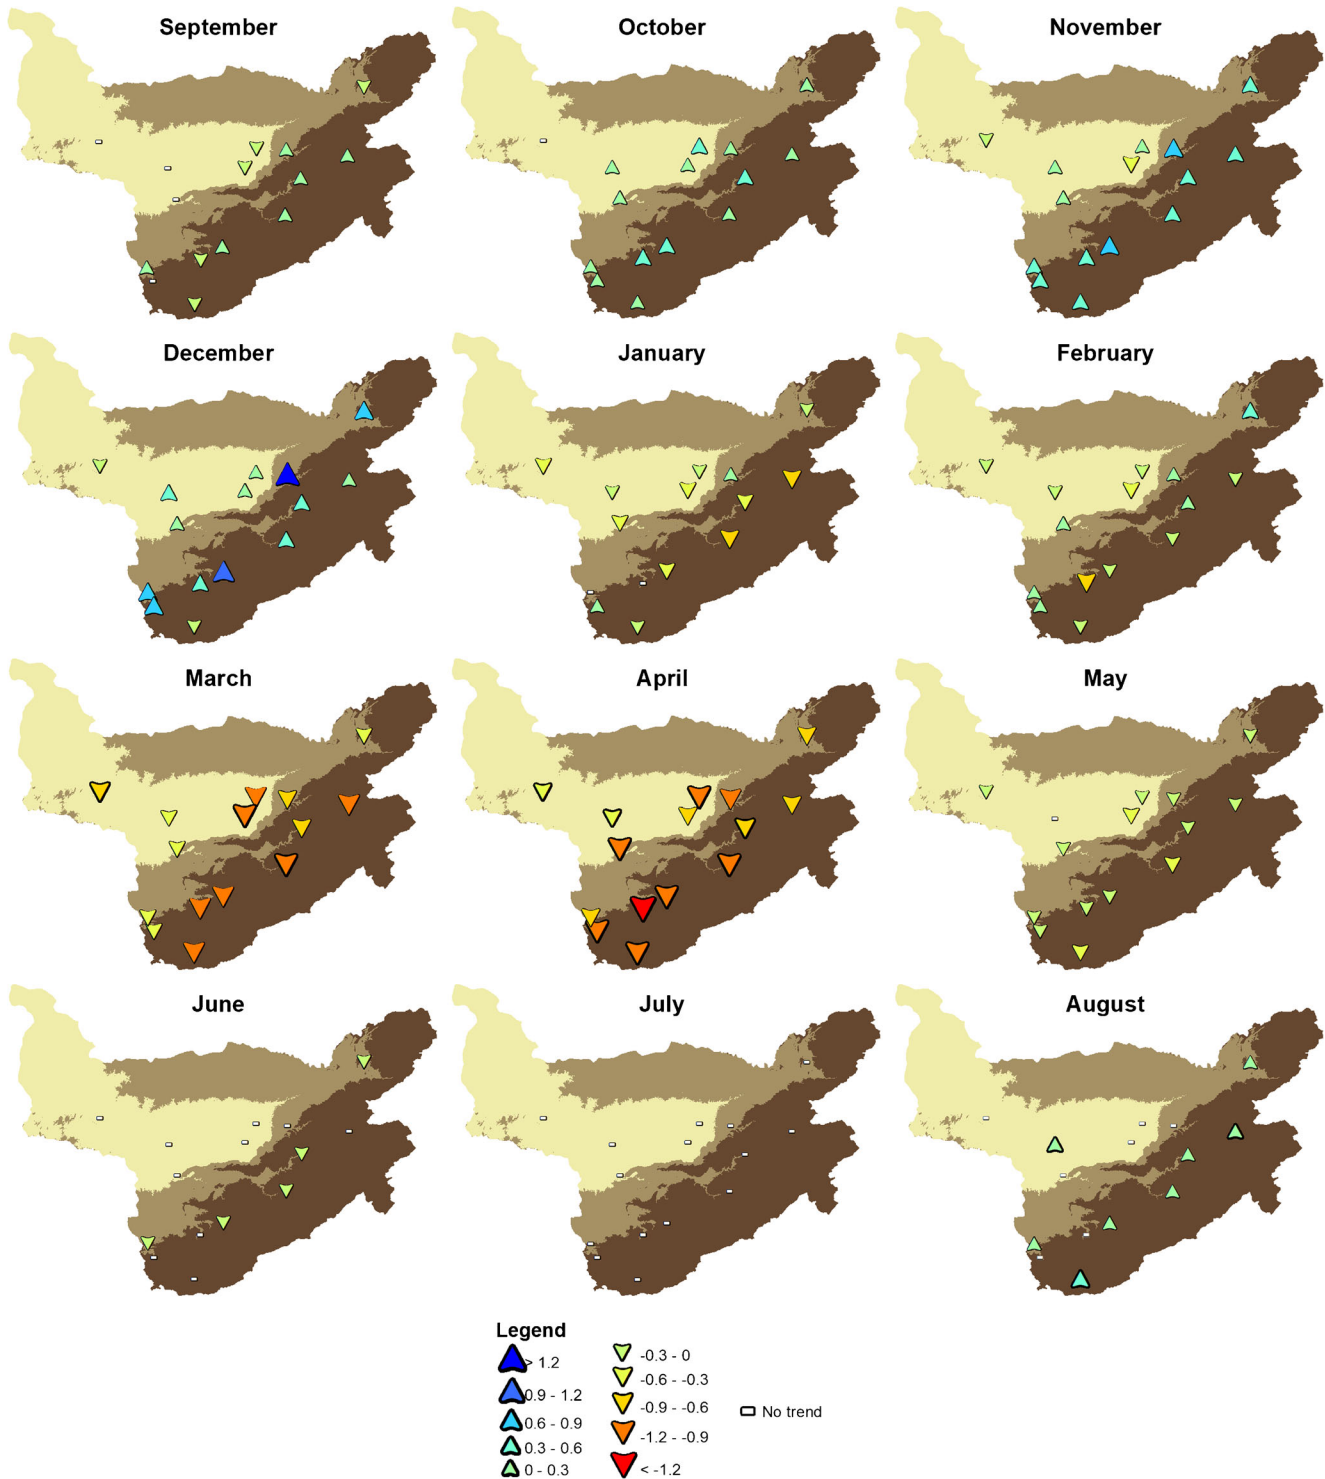 September October November
December January February
March April May
June July August
Legend
> 1.2
0.9 - 1.2
0.6 - 0.9
0.3 - 0.6
0 - 0.3
-0.3 - 0
-0.6 - -0.3
-0.9 - -0.6
-1.2 - -0.9
< -1.2
No trend